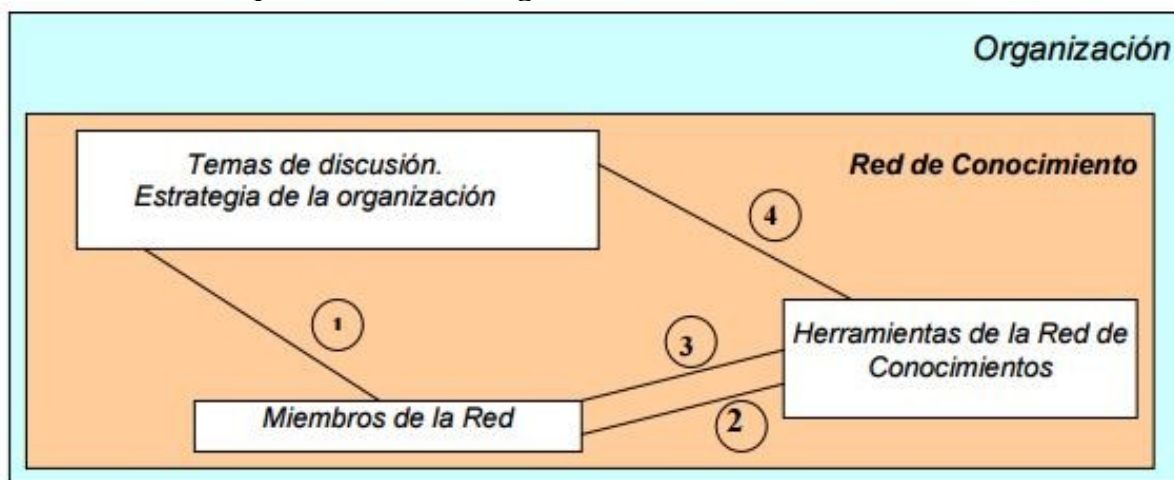 Organización
Temas de discusión.
Estrategia de la organización
Red de Conocimiento
4
1
3
Herramientas de la Red de
Conocimientos
Miembros de la Red
2